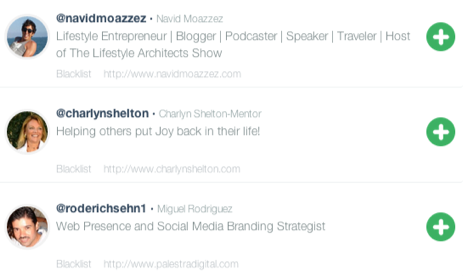 @navidmoazzez · Navid Moazzez
Lifestyle Entrepreneur | Blogger | Podcaster | Speaker | Traveler | Host
of The Lifestyle Architects Show
Blacklist http://www.navidmoazzez.com
@charlynshelton · Charlyn Shelton-Mentor
Helping others put Joy back in their life!
Blacklist http://www.charlynshelton.com
@roderichsehn1 · Miguel Rodriguez
Web Presence and Social Media Branding Strategist
Blacklist http://www.palestradigital.com